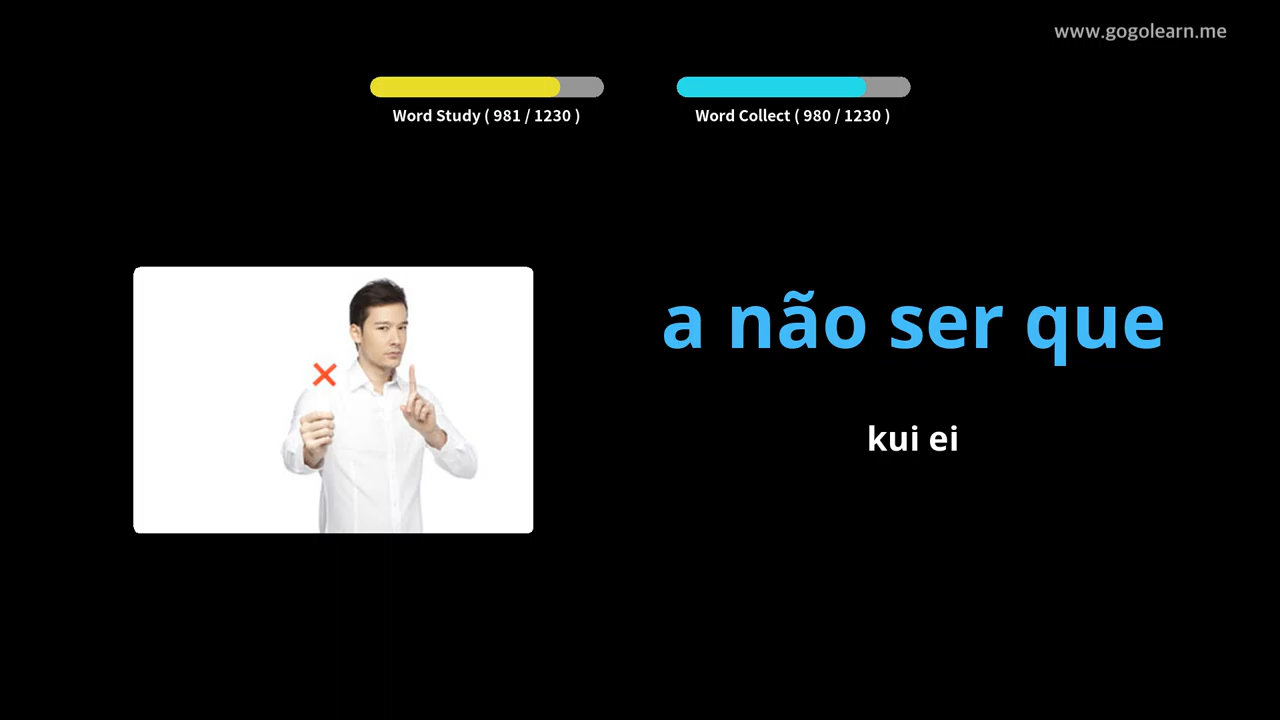 www.gogolearn.me
Word Study ( 981 / 1230 )
Word Collect ( 980 / 1230 )
a não ser que
kui ei